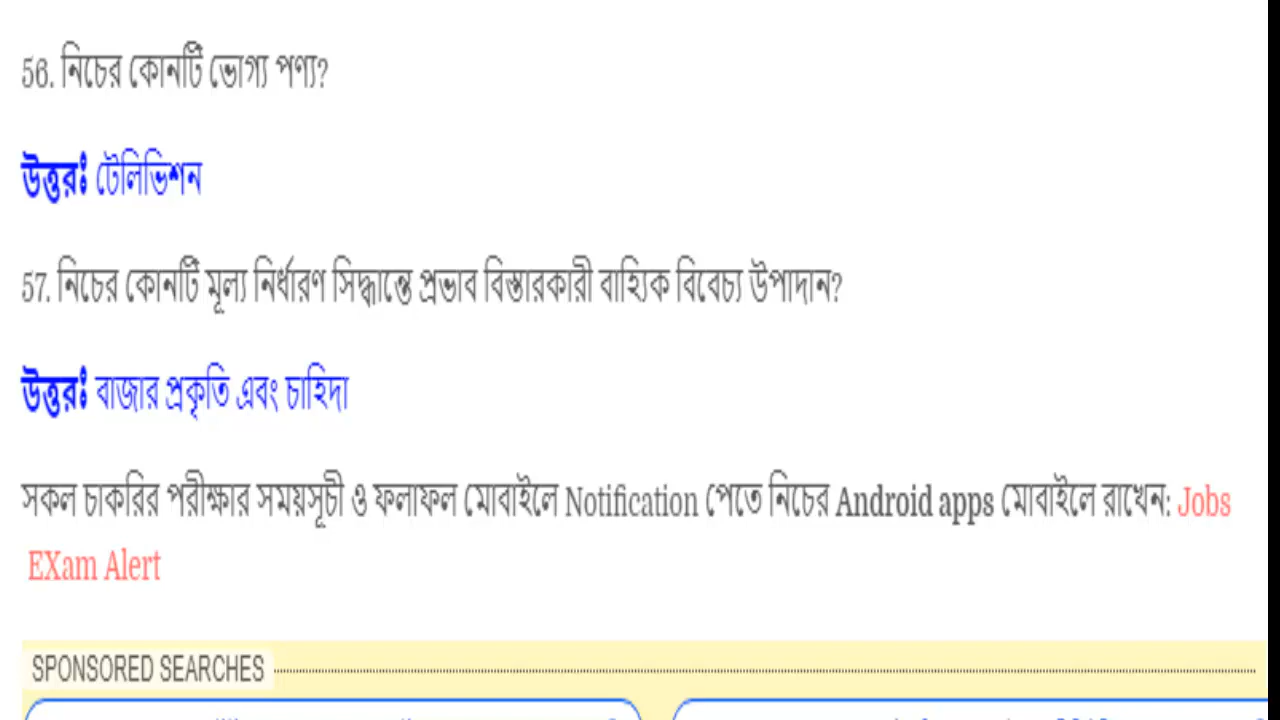 56. নিচের কোনটি ভোগ্য পণ্য?
উত্তরঃ টেলিভিশন
57. নিচের কোনটি মূল্য নির্ধারণ সিদ্ধান্তে প্রভাব বিস্তারকারী বাহ্যিক বিবেচ্য উপাদান?
উত্তরঃ বাজার প্রকৃতি এবং চাহিদা
সকল চাকরির পরীক্ষার সময়সূচী ও ফলাফল মোবাইলে Notification পেতে নিচের Android apps মোবাইলে রাখেন: Jobs
EXam Alert
SPONSORED SEARCHES